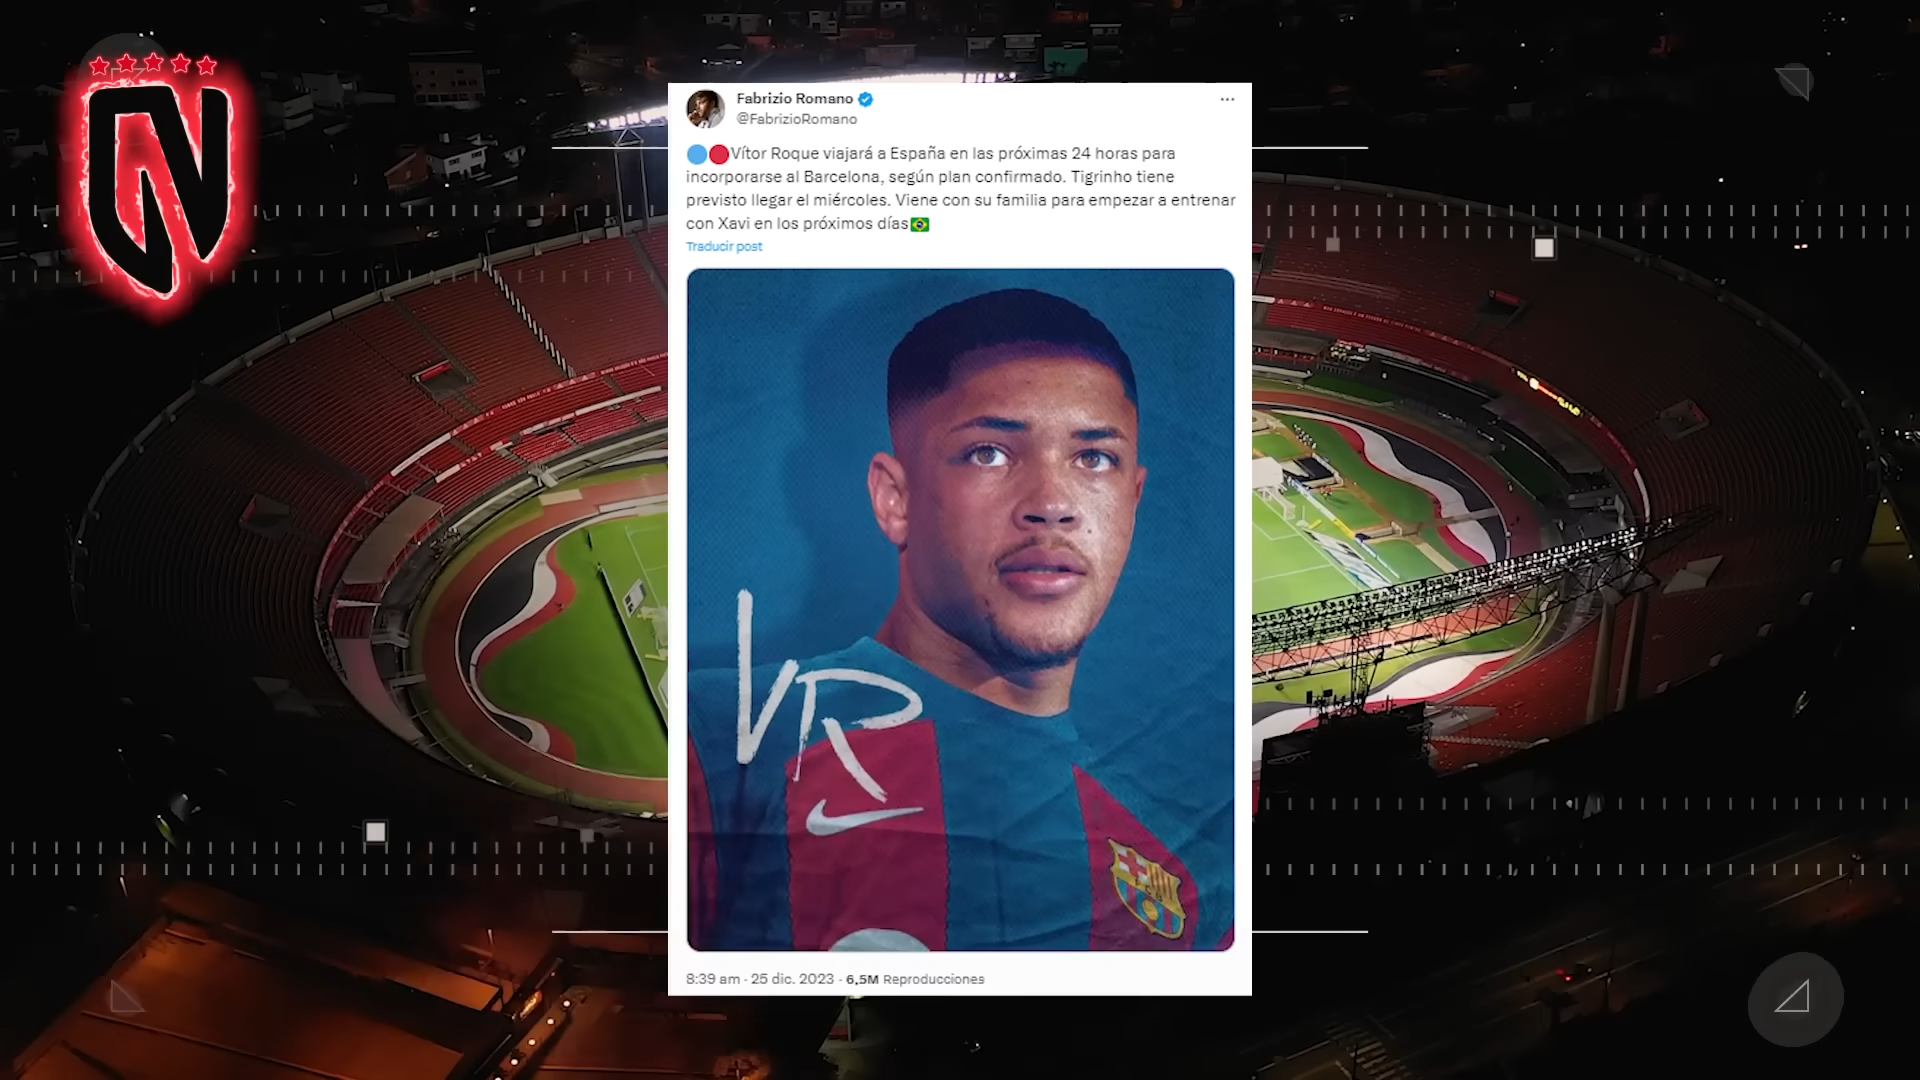 Fabrizio Romano
@FabrizioRomano
Vítor Roque viajará a España en las próximas 24 horas para
incorporarse al Barcelona, según plan confirmado. Tigrinho tiene
previsto llegar el miércoles. Viene con su familia para empezar a entrenar
con Xavi en los próximos días
Traducir post
VR
8:39 am · 25 dic. 2023 · 6,5M Reproducciones